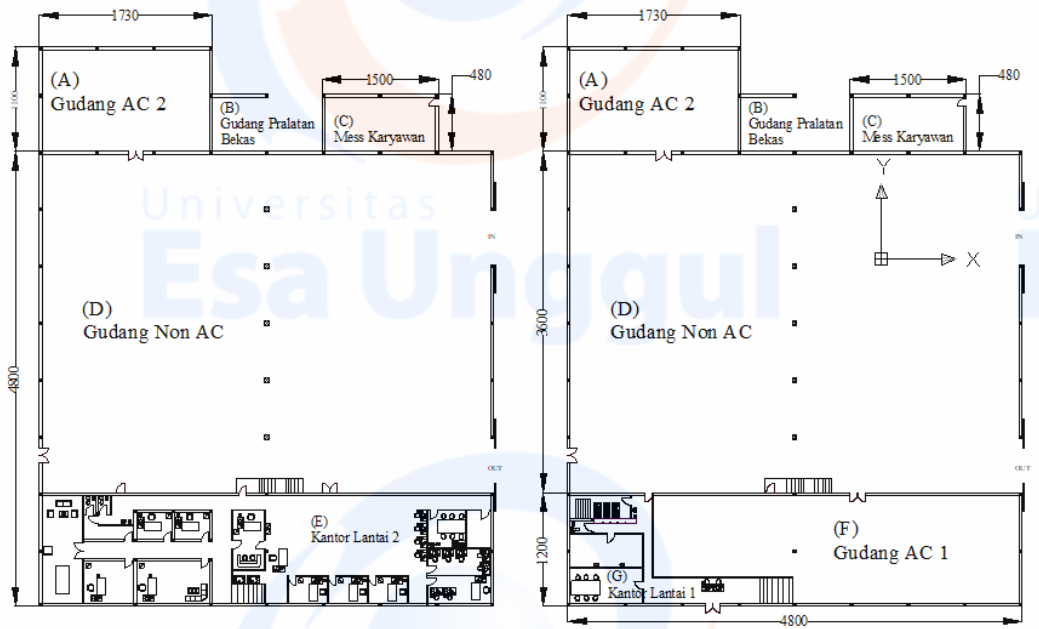 1730
(A)
Gudang AC 2
1100
1500
480
(B)
Gudang Pralatan
Bekas
(C)
Mess Karyawan
Universitas
Esa Unggul
IN
(D)
Gudang Non AC
4800
OUT
(E)
Kantor Lantai 2
1730
(A)
Gudang AC 2
1100
1500
480
(B)
Gudang Pralatan
Bekas
(C)
Mess Karyawan
Y
X
IN
(D)
Gudang Non AC
3600
OUT
1200
(F)
Gudang AC 1
(G)
Kantor Lantai 1
4800